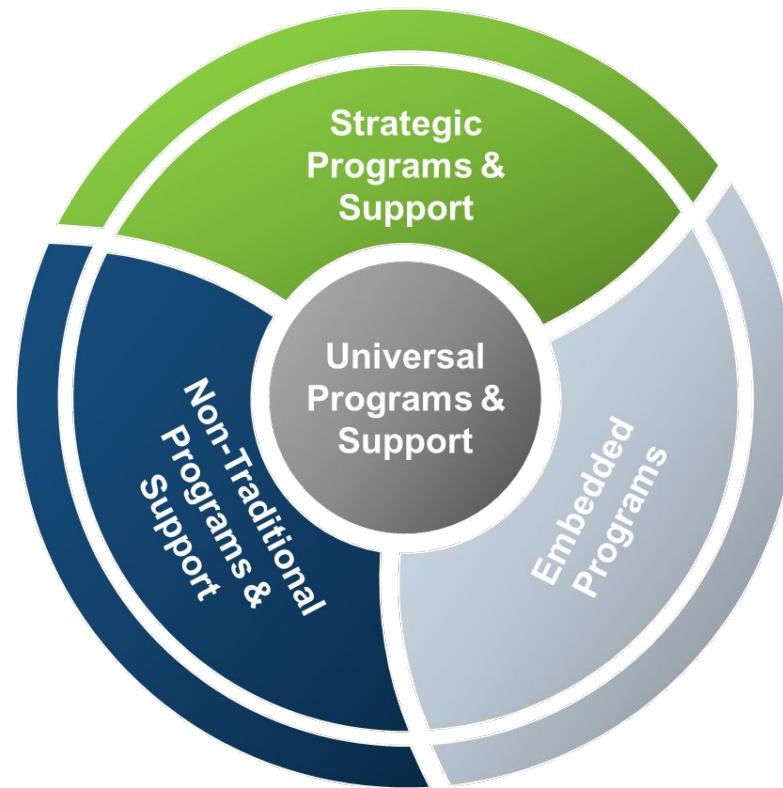 Strategic
Programs &
Support
Universal
Programs &
Support
Non-Traditional
Programs &
Support
Embedded
Programs